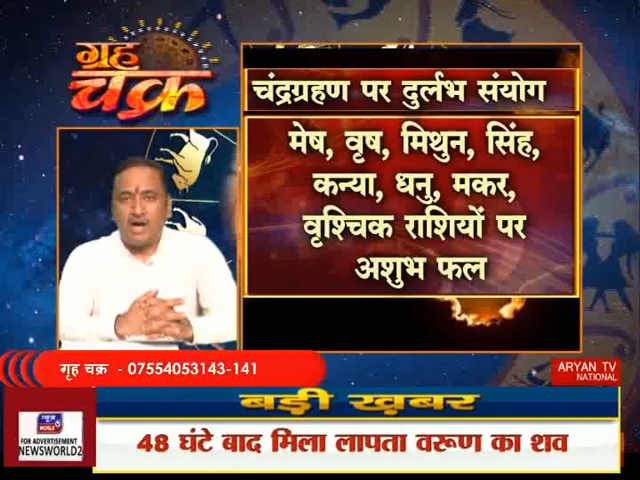 ग्रह
चक्र
चंद्रग्रहण पर दुर्लभ संयोग
मेष, वृष, मिथुन, सिंह,
कन्या, धनु, मकर,
वृश्चिक राशियों पर
अशुभ फल
गृह चक्र - 07554053143-141
ARYAN TV
NATIONAL
बड़ी ख़बर
FOR ADVERTISEMENT
NEWSWORLD2
48 घंटे बाद मिला लापता वरूण का शव